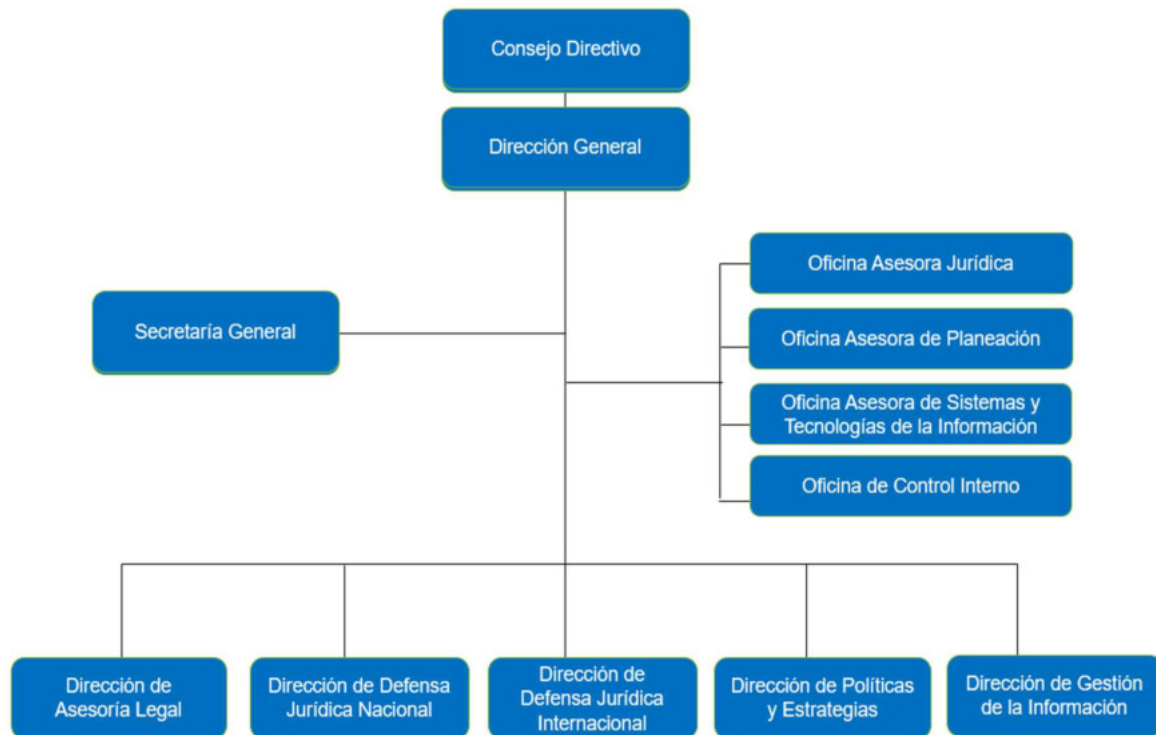 Consejo Directivo
Dirección General
Oficina Asesora Jurídica
Secretaría General
Oficina Asesora de Planeación
Oficina Asesora de Sistemas y
Tecnologías de la Información
Oficina de Control Interno
Dirección de
Asesoría Legal
Dirección de Defensa
Jurídica Nacional
Dirección de
Defensa Jurídica
Internacional
Dirección de Políticas
y Estrategias
Dirección de Gestión
de la Información